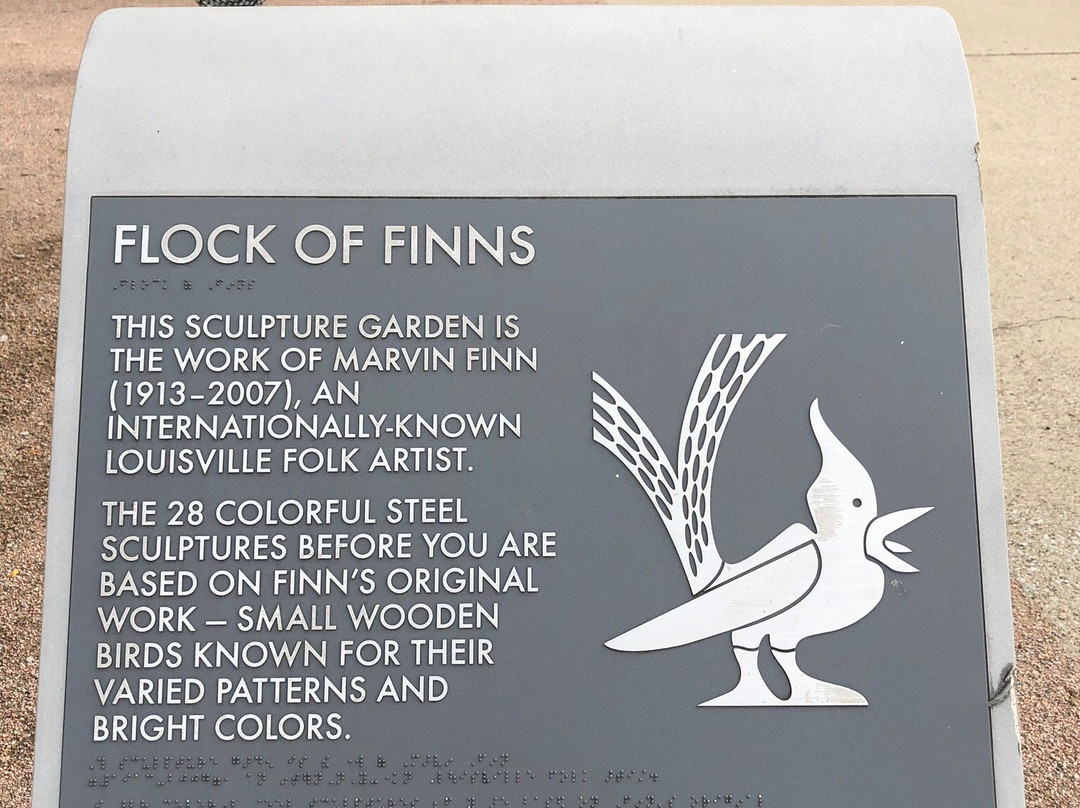 FLOCK OF FINNS
THIS SCULPTURE GARDEN IS
THE WORK OF MARVIN FINN
(1913–2007), AN
INTERNATIONALLY-KNOWN
LOUISVILLE FOLK ARTIST.
THE 28 COLORFUL STEEL
SCULPTURES BEFORE YOU ARE
BASED ON FINN'S ORIGINAL
WORK — SMALL WOODEN
BIRDS KNOWN FOR THEIR
VARIED PATTERNS AND
BRIGHT COLORS.